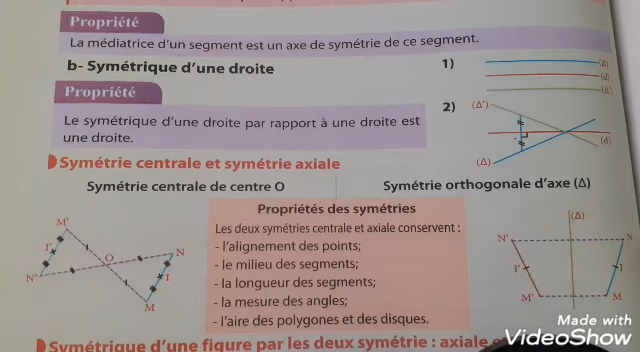 Propriété
La médiatrice d'un segment est un axe de symétrie de ce segment.
b- Symétrique d'une droite
1)
(Δ)
(d)
(Δ')
Propriété
Le symétrique d'une droite par rapport à une droite est
une droite.
2)
(Δ')
(d)
(Δ)
Symétrie centrale et symétrie axiale
Symétrie centrale de centre O
Symétrie orthogonale d'axe (Δ)
M'
I'
O
N
N'
I
M
Propriétés des symétries
Les deux symétries centrale et axiale conservent :
- l'alignement des points;
- le milieu des segments;
- la longueur des segments;
- la mesure des angles;
- l'aire des polygones et des disques.
(Δ)
N'
N
I'
I
M'
M
Symétrique d'une figure par les deux symétrie : axiale
Made with
VideoShow